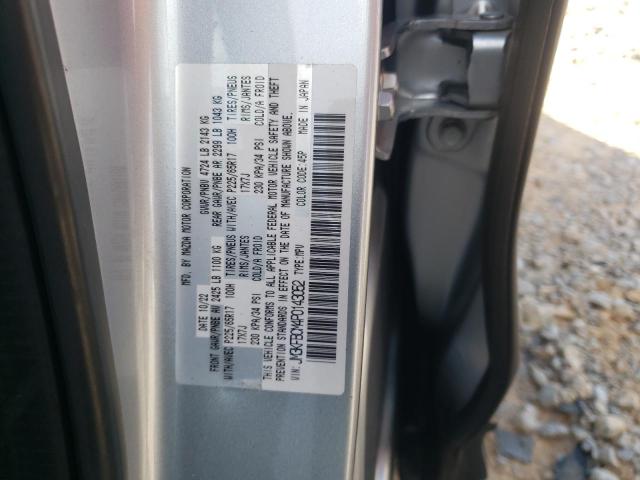 MFD. BY MAZDA MOTOR CORPORATION
DATE 10/22 GVWR/PNBV 4724 LB 2143 KG
FRONT GAWR/PNBE AV 2425 LB 1100 KG REAR GAWR/PNBE AR 2299 LB 1043 KG
WITH/AVEC P225/65R17 100H TIRES/PNEUS WITH/AVEC P225/65R17 100H TIRES/PNEUS
17X7J RIMS/JANTES 17X7J RIMS/JANTES
230 KPA/34 PSI COLD/A FROID 230 KPA/34 PSI COLD/A FROID
THIS VEHICLE CONFORMS TO ALL APPLICABLE FEDERAL MOTOR VEHICLE SAFETY AND THEFT
PREVENTION STANDARDS IN EFFECT ON THE DATE OF MANUFACTURE SHOWN ABOVE.
VIN: TYPE:MPV COLOR CODE:45P MADE IN JAPAN